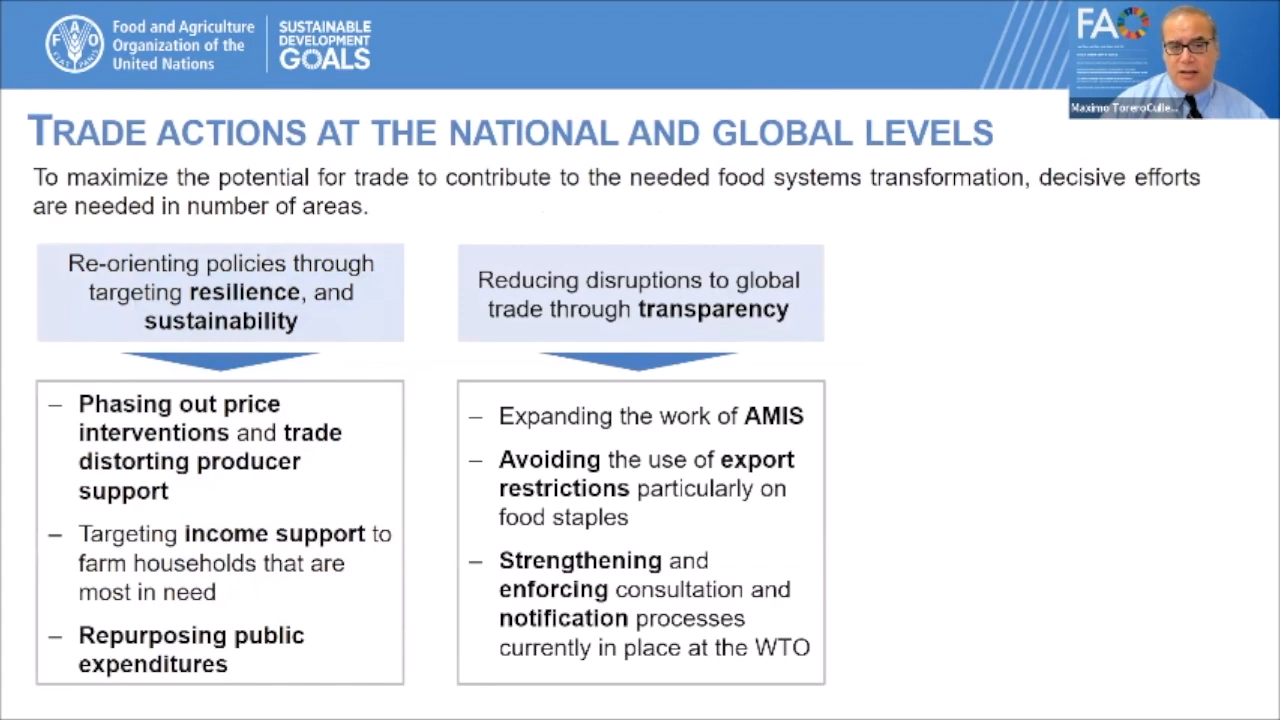 Food and Agriculture
Organization of the
United Nations
SUSTAINABLE
DEVELOPMENT
GOALS
FAO
Maximo ToreroCulle...
TRADE ACTIONS AT THE NATIONAL AND GLOBAL LEVELS
To maximize the potential for trade to contribute to the needed food systems transformation, decisive efforts
are needed in number of areas.
Re-orienting policies through
targeting resilience, and
sustainability
– Phasing out price
interventions and trade
distorting producer
support
– Targeting income support to
farm households that are
most in need
– Repurposing public
expenditures
Reducing disruptions to global
trade through transparency
– Expanding the work of AMIS
– Avoiding the use of export
restrictions particularly on
food staples
– Strengthening and
enforcing consultation and
notification processes
currently in place at the WTO